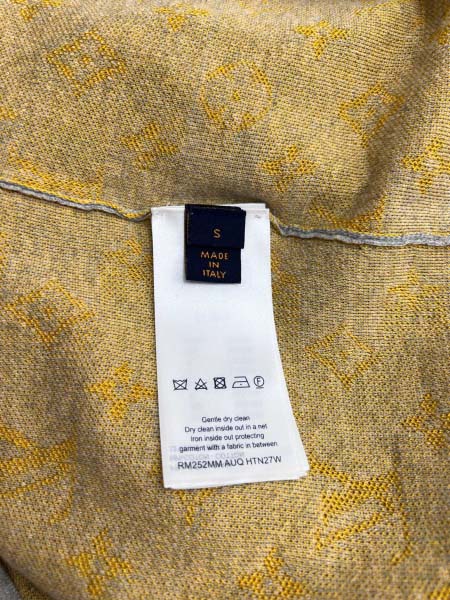 S
MADE
IN
ITALY
Gentle dry clean
Dry clean inside out in a net
Iron inside out protecting
garment with a fabric in between
RM252MM AUQ HTN27W